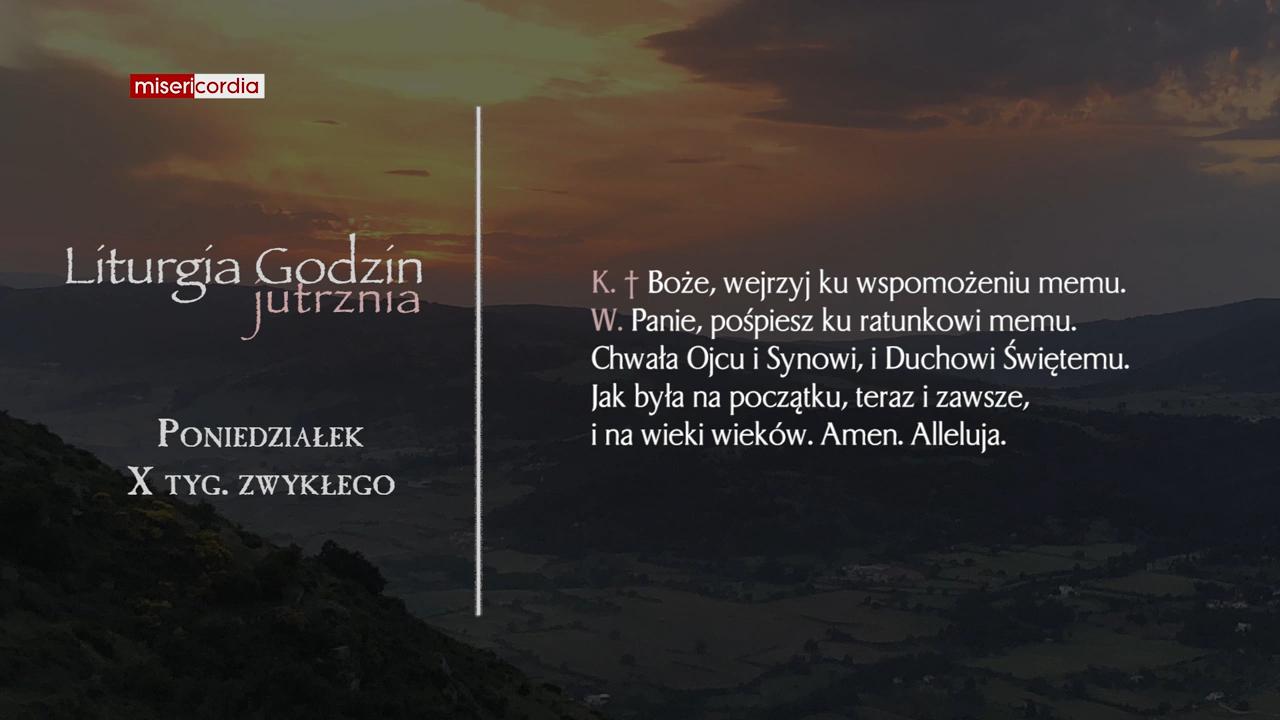 misericordia
Liturgia Godzin
jutrznia
Poniedziałek
X tyg. zwykłego
K. † Boże, wejrzyj ku wspomożeniu memu.
W. Panie, pośpiesz ku ratunkowi memu.
Chwała Ojcu i Synowi, i Duchowi Świętemu.
Jak była na początku, teraz i zawsze,
i na wieki wieków. Amen. Alleluja.